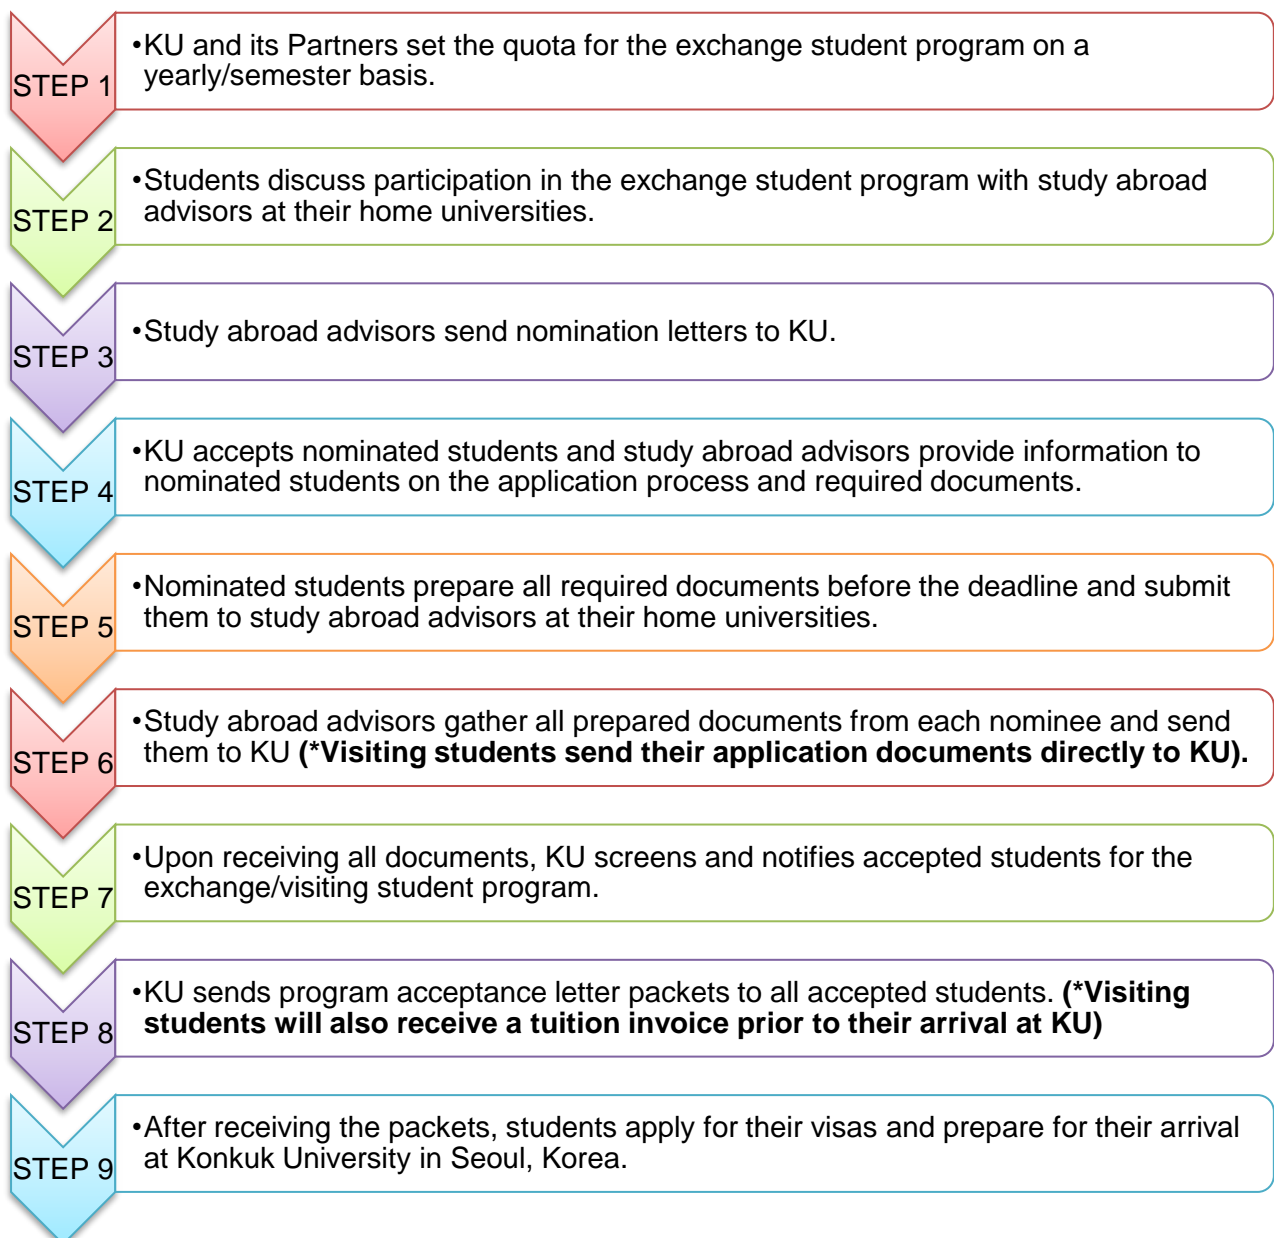 STEP 1
•KU and its Partners set the quota for the exchange student program on a
yearly/semester basis.
STEP 2
•Students discuss participation in the exchange student program with study abroad
advisors at their home universities.
STEP 3
•Study abroad advisors send nomination letters to KU.
STEP 4
•KU accepts nominated students and study abroad advisors provide information to
nominated students on the application process and required documents.
STEP 5
•Nominated students prepare all required documents before the deadline and submit
them to study abroad advisors at their home universities.
STEP 6
•Study abroad advisors gather all prepared documents from each nominee and send
them to KU (*Visiting students send their application documents directly to KU).
STEP 7
•Upon receiving all documents, KU screens and notifies accepted students for the
exchange/visiting student program.
STEP 8
•KU sends program acceptance letter packets to all accepted students. (*Visiting
students will also receive a tuition invoice prior to their arrival at KU)
STEP 9
•After receiving the packets, students apply for their visas and prepare for their arrival
at Konkuk University in Seoul, Korea.